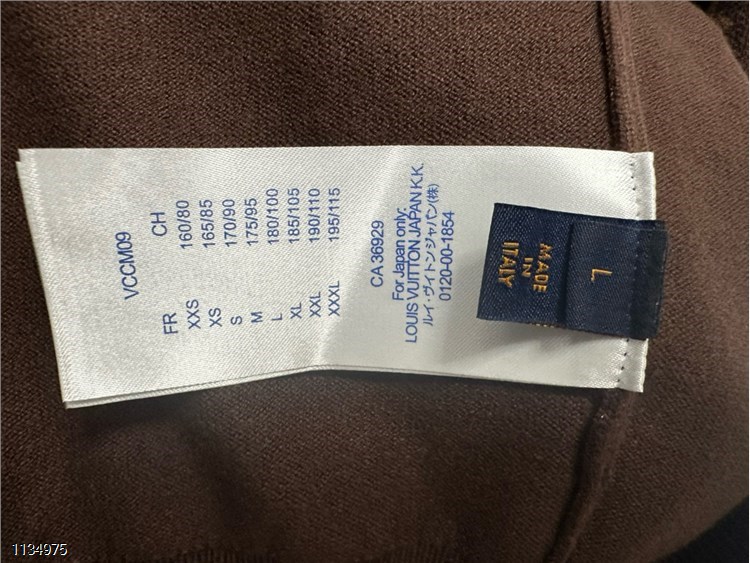 VCCM09
FR CH
XXS 160/80
XS 165/85
S 170/90
M 175/95
L 180/100
XL 185/105
XXL 190/110
XXXL 195/115
CA 36929
For Japan only:
LOUIS VUITTON JAPAN K.K.
ルイ・ヴィトンジャパン(株)
0120-00-1854
MADE
IN
ITALY
L
1134975